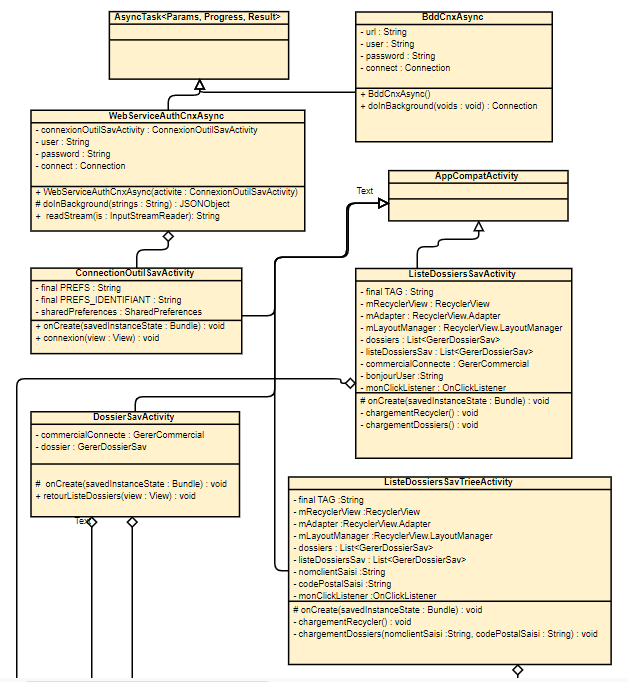 AsyncTask<Params, Progress, Result>
BddCnxAsync
- url : String
- user : String
- password : String
- connect : Connection
+ BddCnxAsync()
+ doInBackground(voids : void) : Connection
WebServiceAuthCnxAsync
- connexionOutilSavActivity : ConnexionOutilSavActivity
- user : String
- password : String
- connect : Connection
+ WebServiceAuthCnxAsync(activite : ConnexionOutilSavActivity)
# doInBackground(strings : String) : JSONObject
+ readStream(is : InputStreamReader): String
AppCompatActivity
Text
ConnectionOutilSavActivity
- final PREFS : String
- final PREFS_IDENTIFIANT : String
- sharedPreferences : SharedPreferences
+ onCreate(savedInstanceState : Bundle) : void
+ connexion(view : View) : void
ListeDossiersSavActivity
- final TAG : String
- mRecyclerView : RecyclerView
- mAdapter : RecyclerView.Adapter
- mLayoutManager : RecyclerView.LayoutManager
- dossiers : List<GererDossierSav>
- listeDossiersSav : List<GererDossierSav>
- commercialConnecte : GererCommercial
- bonjourUser :String
- monClickListener : OnClickListener
# onCreate(savedInstanceState : Bundle) : void
- chargementRecycler() : void
- chargementDossiers() : void
DossierSavActivity
- commercialConnecte : GererCommercial
- dossier : GererDossierSav
# onCreate(savedInstanceState : Bundle) : void
+ retourListeDossiers(view : View) : void
Text
ListeDossiersSavTrieeActivity
- final TAG :String
- mRecyclerView :RecyclerView
- mAdapter :RecyclerView.Adapter
- mLayoutManager :RecyclerView.LayoutManager
- dossiers : List<GererDossierSav>
- listeDossiersSav : List<GererDossierSav>
- nomclientSaisi :String
- codePostalSaisi :String
- monClickListener :OnClickListener
# onCreate(savedInstanceState : Bundle) : void
- chargementRecycler() : void
- chargementDossiers(nomclientSaisi :String, codePostalSaisi : String) : void